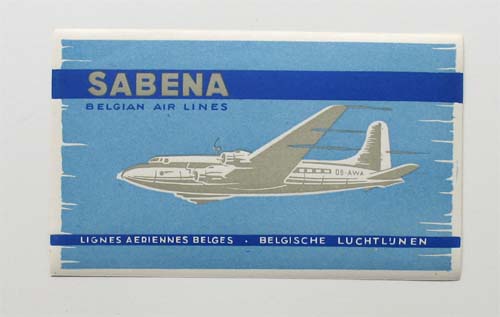 SABENA
BELGIAN AIR LINES
OO-AWA
LIGNES AERIENNES BELGES · BELGISCHE LUCHTLIJNEN